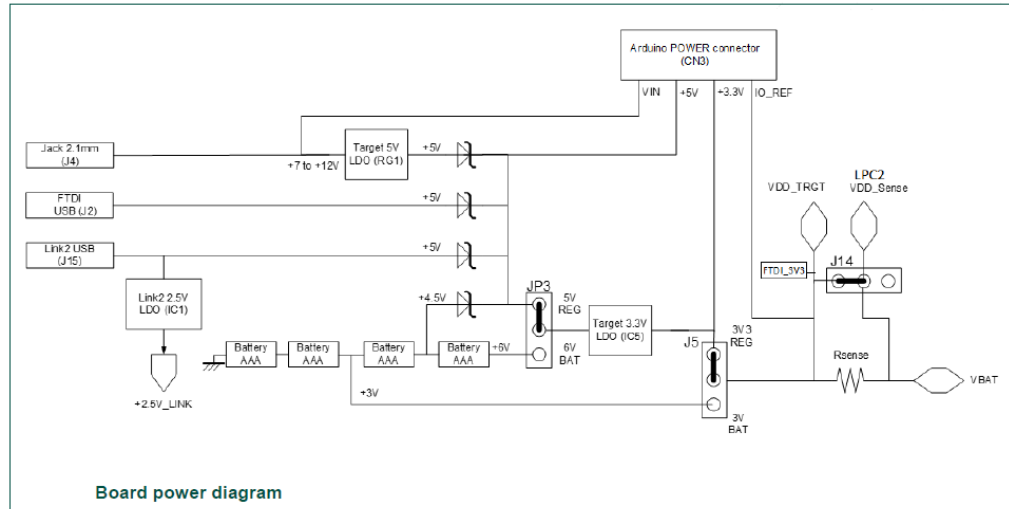 Arduino POWER connector
(CN3)
VIN
+5V
+3.3V
IO_REF
Jack 2.1mm
(J4)
+7 to +12V
Target 5V
LDO (RG1)
+5V
FTDI
USB (J2)
+5V
Link2 USB
(J15)
+5V
Link2 2.5V
LDO (IC1)
+2.5V_LINK
+4.5V
Battery
AAA
Battery
AAA
Battery
AAA
Battery
AAA
+6V
+3V
JP3
5V
REG
6V
BAT
Target 3.3V
LDO (IC5)
J5
3V3
REG
3V
BAT
VDD_TRGT
LPC2
VDD_Sense
FTDI_3V3
J14
Rsense
VBAT
Board power diagram